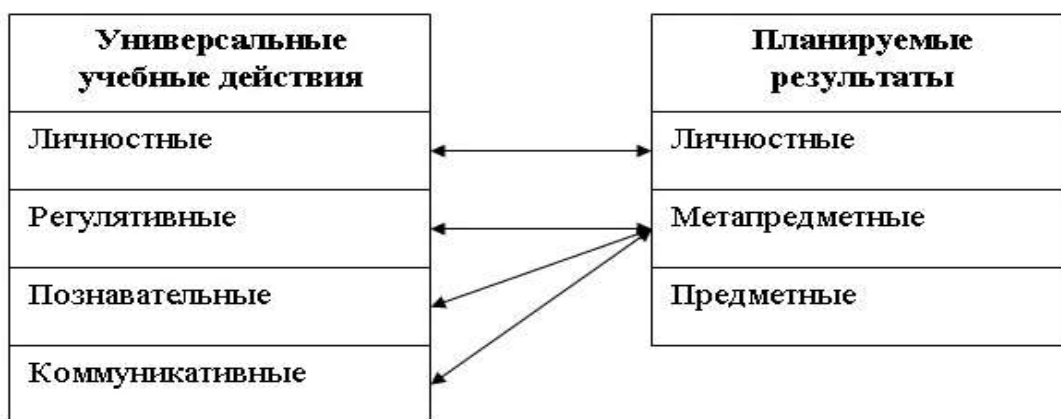 Универсальные
учебные действия
Личностные
Регулятивные
Познавательные
Коммуникативные
Планируемые
результаты
Личностные
Метапредметные
Предметные